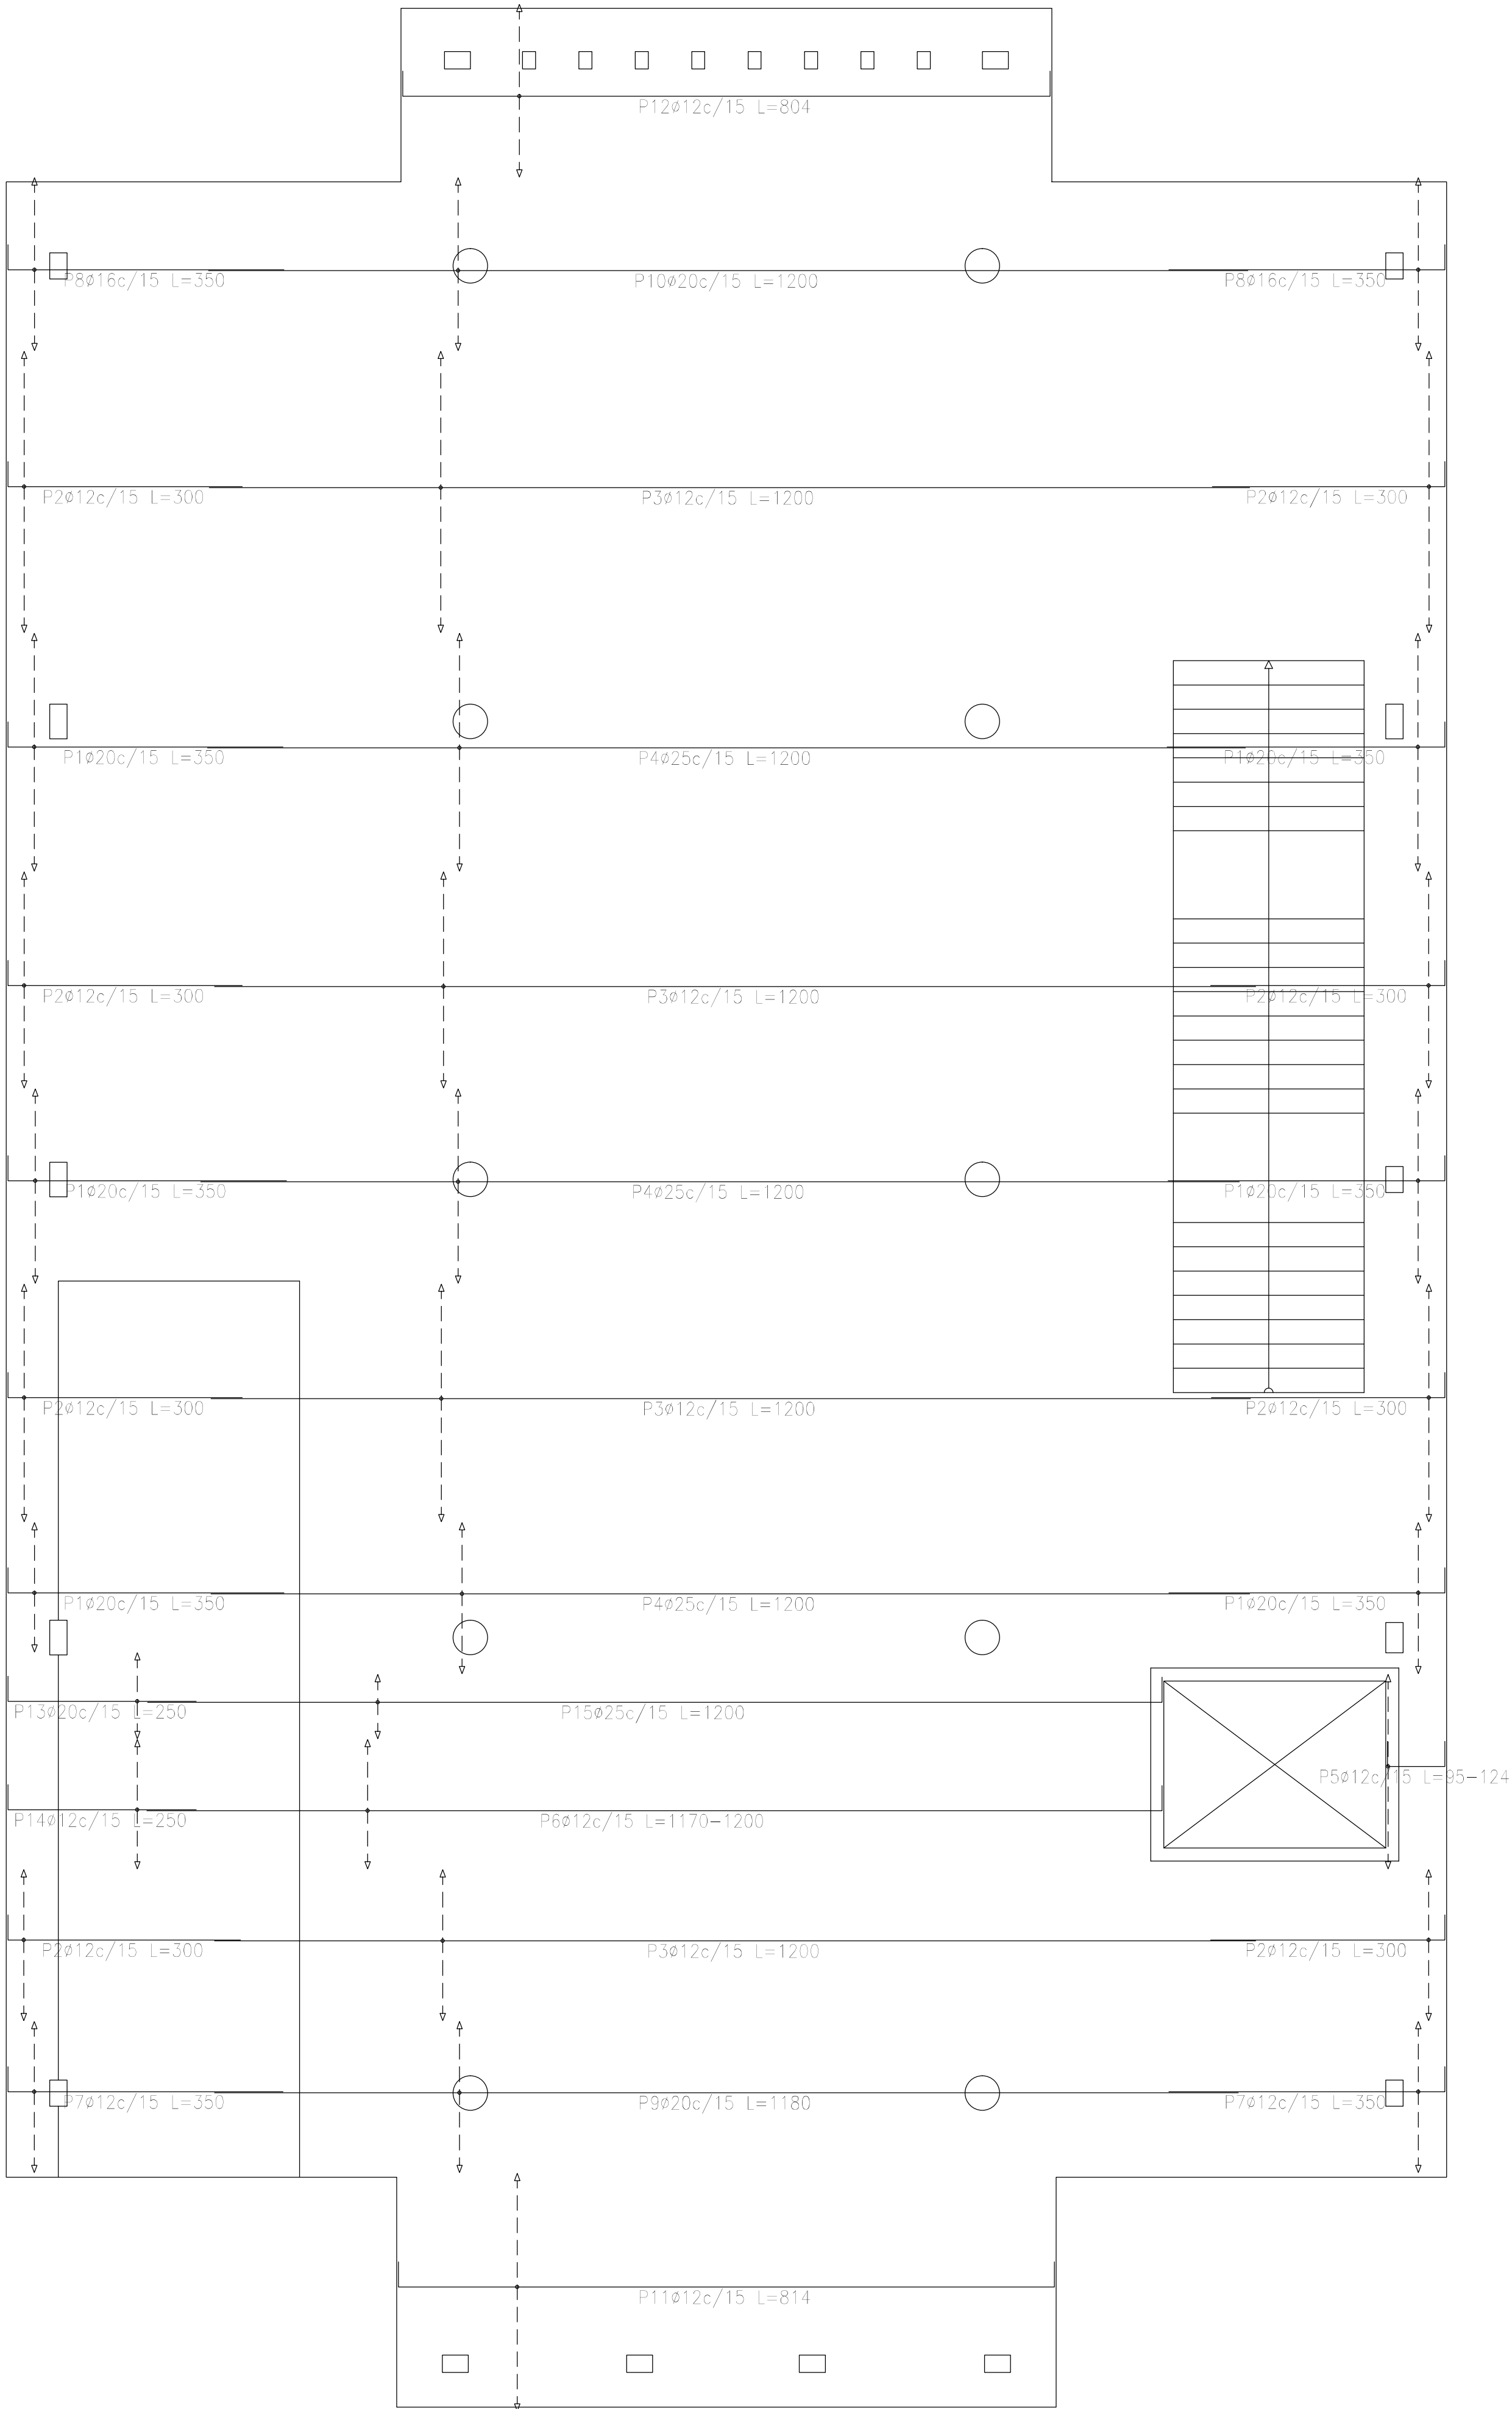 P12ø12c/15 L=804
P8ø16c/15 L=350
P10ø20c/15 L=1200
P8ø16c/15 L=350
P2ø12c/15 L=300
P3ø12c/15 L=1200
P2ø12c/15 L=300
P1ø20c/15 L=350
P4ø25c/15 L=1200
P1ø20c/15 L=350
P2ø12c/15 L=300
P3ø12c/15 L=1200
P2ø12c/15 L=300
P1ø20c/15 L=350
P4ø25c/15 L=1200
P1ø20c/15 L=350
P2ø12c/15 L=300
P3ø12c/15 L=1200
P2ø12c/15 L=300
P1ø20c/15 L=350
P4ø25c/15 L=1200
P1ø20c/15 L=350
P13ø20c/15 L=250
P15ø25c/15 L=1200
P5ø12c/15 L=95-124
P14ø12c/15 L=250
P6ø12c/15 L=1170-1200
P2ø12c/15 L=300
P3ø12c/15 L=1200
P2ø12c/15 L=300
P7ø12c/15 L=350
P9ø20c/15 L=1180
P7ø12c/15 L=350
P11ø12c/15 L=814